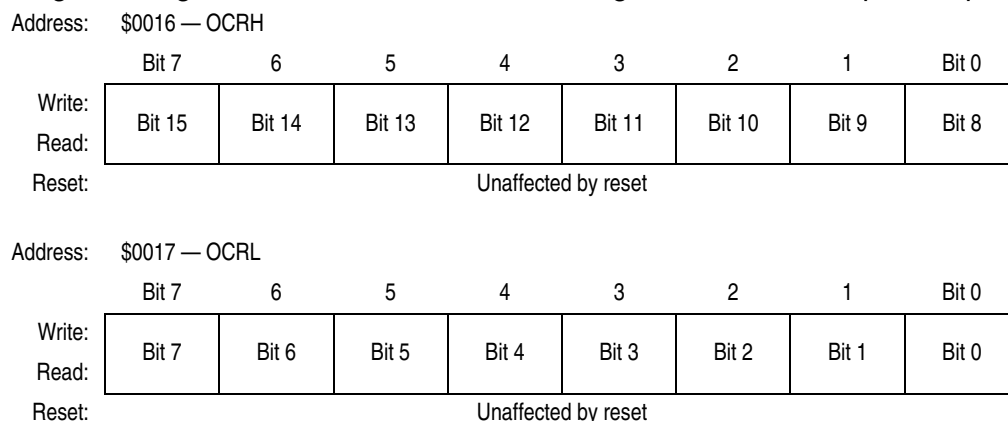 Address: $0016 — OCRH
Bit 7 6 5 4 3 2 1 Bit 0
Write:
Bit 15 Bit 14 Bit 13 Bit 12 Bit 11 Bit 10 Bit 9 Bit 8
Read:
Reset: Unaffected by reset
Address: $0017 — OCRL
Bit 7 6 5 4 3 2 1 Bit 0
Write:
Bit 7 Bit 6 Bit 5 Bit 4 Bit 3 Bit 2 Bit 1 Bit 0
Read:
Reset: Unaffected by reset